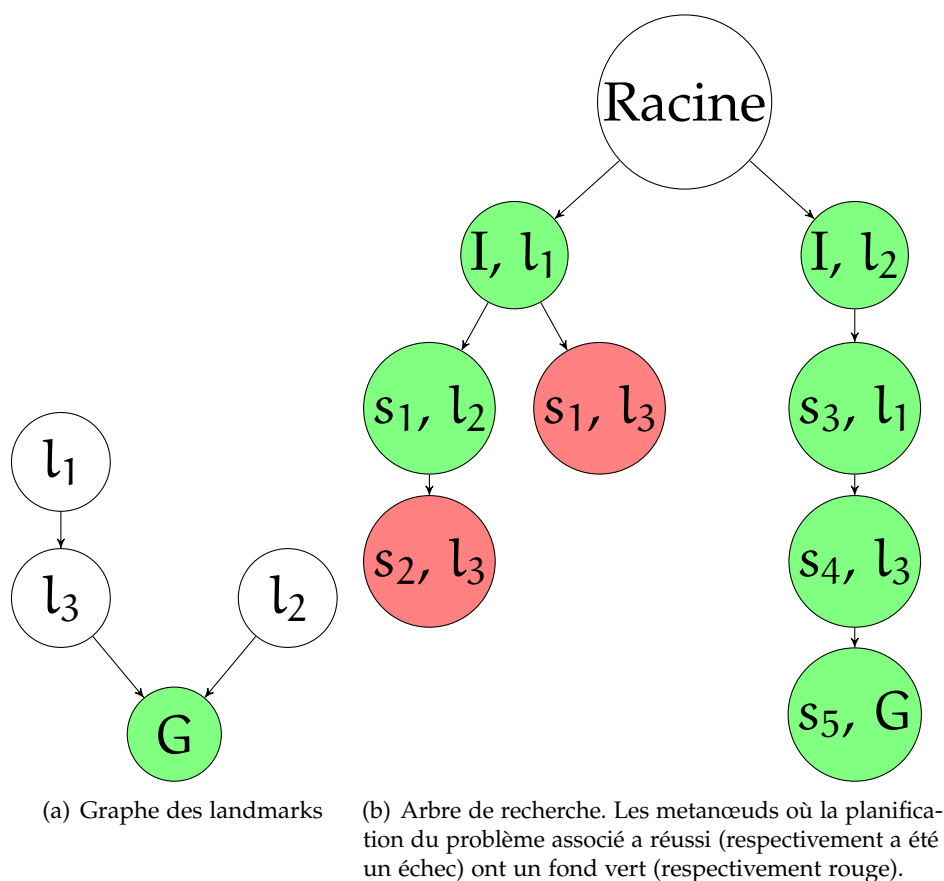 Racine
I, l₁
I, l₂
s₁, l₂
s₁, l₃
s₃, l₁
l₁
s₂, l₃
s₄, l₃
l₃
l₂
s₅, G
G
(a) Graphe des landmarks
(b) Arbre de recherche. Les metanœuds où la planifica-
tion du problème associé a réussi (respectivement a été
un échec) ont un fond vert (respectivement rouge).